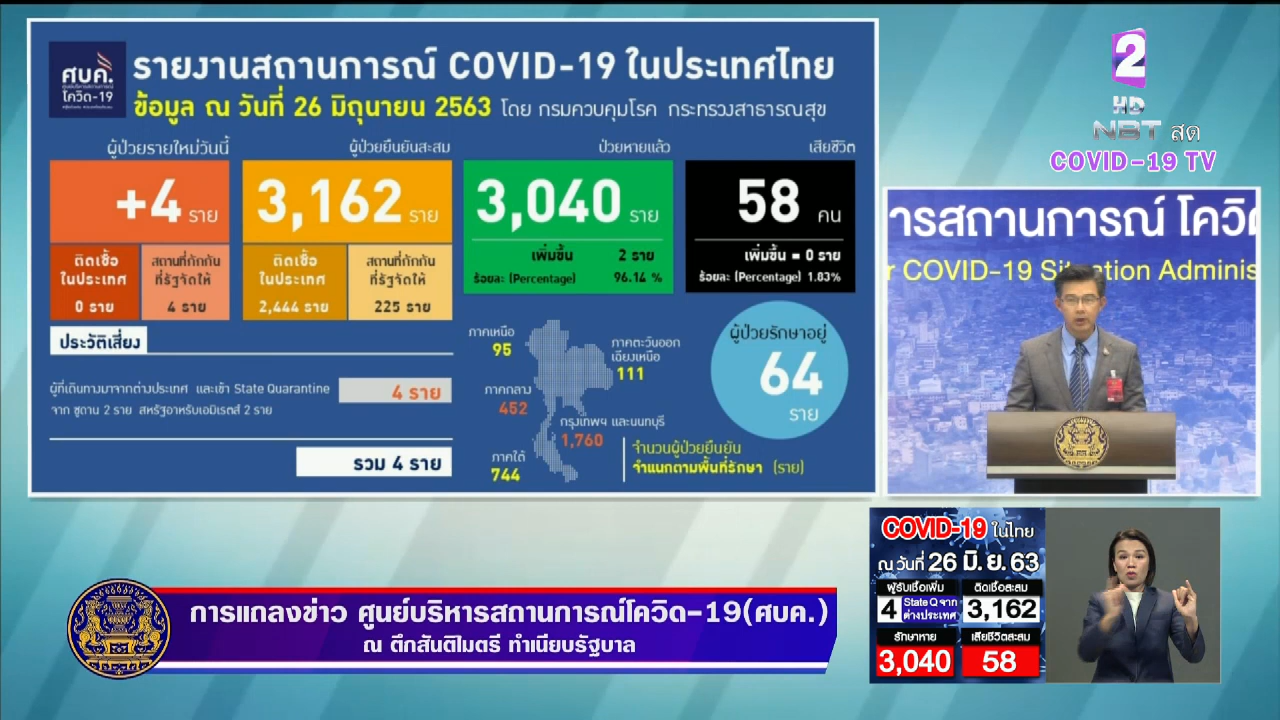 ศบค.
โควิด-19
รายงานสถานการณ์ COVID-19 ในประเทศไทย
ข้อมูล ณ วันที่ 26 มิถุนายน 2563 โดย กรมควบคุมโรค กระทรวงสาธารณสุข
ผู้ป่วยรายใหม่วันนี้
+4 ราย
ติดเชื้อ
ในประเทศ
0 ราย
สถานที่กักกัน
ที่รัฐจัดให้
4 ราย
ผู้ป่วยยืนยันสะสม
3,162 ราย
ติดเชื้อ
ในประเทศ
2,444 ราย
สถานที่กักกัน
ที่รัฐจัดให้
225 ราย
ป่วยหายแล้ว
3,040 ราย
เพิ่มขึ้น 2 ราย
ร้อยละ (Percentage) 96.14 %
เสียชีวิต
58 คน
เพิ่มขึ้น = 0 ราย
ร้อยละ (Percentage) 1.83%
ประวัติเสี่ยง
ผู้ที่เดินทางมาจากต่างประเทศ และเข้า State Quarantine
จาก ซูดาน 2 ราย สหรัฐอาหรับเอมิเรตส์ 2 ราย
4 ราย
รวม 4 ราย
ภาคเหนือ
95
ภาคตะวันออก
เฉียงเหนือ
111
ภาคกลาง
452
กรุงเทพฯ และนนทบุรี
1,760
ภาคใต้
744
ผู้ป่วยรักษาอยู่
64
ราย
จำนวนผู้ป่วยยืนยัน
จำแนกตามพื้นที่รักษา (ราย)
2
HD
NBT สด
COVID-19 TV
ารสถานการณ์ โควิ
r COVID-19 Situation Adminis
COVID-19 ในไทย
ณ วันที่ 26 มิ.ย. 63
ผู้รับเชื้อเพิ่ม
4 State Q จาก
ต่างประเทศ
ติดเชื้อสะสม
3,162
รักษาหาย
3,040
เสียชีวิตสะสม
58
การแถลงข่าว ศูนย์บริหารสถานการณ์โควิด-19(ศบค.)
ณ ตึกสันติไมตรี ทำเนียบรัฐบาล